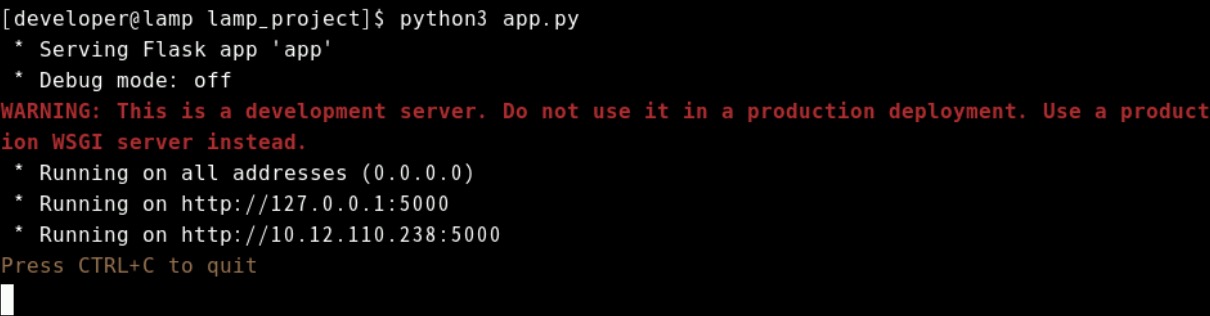 [developer@lamp lamp_project]$ python3 app.py
 * Serving Flask app 'app'
 * Debug mode: off
WARNING: This is a development server. Do not use it in a production deployment. Use a product
ion WSGI server instead.
 * Running on all addresses (0.0.0.0)
 * Running on http://127.0.0.1:5000
 * Running on http://10.12.110.238:5000
Press CTRL+C to quit